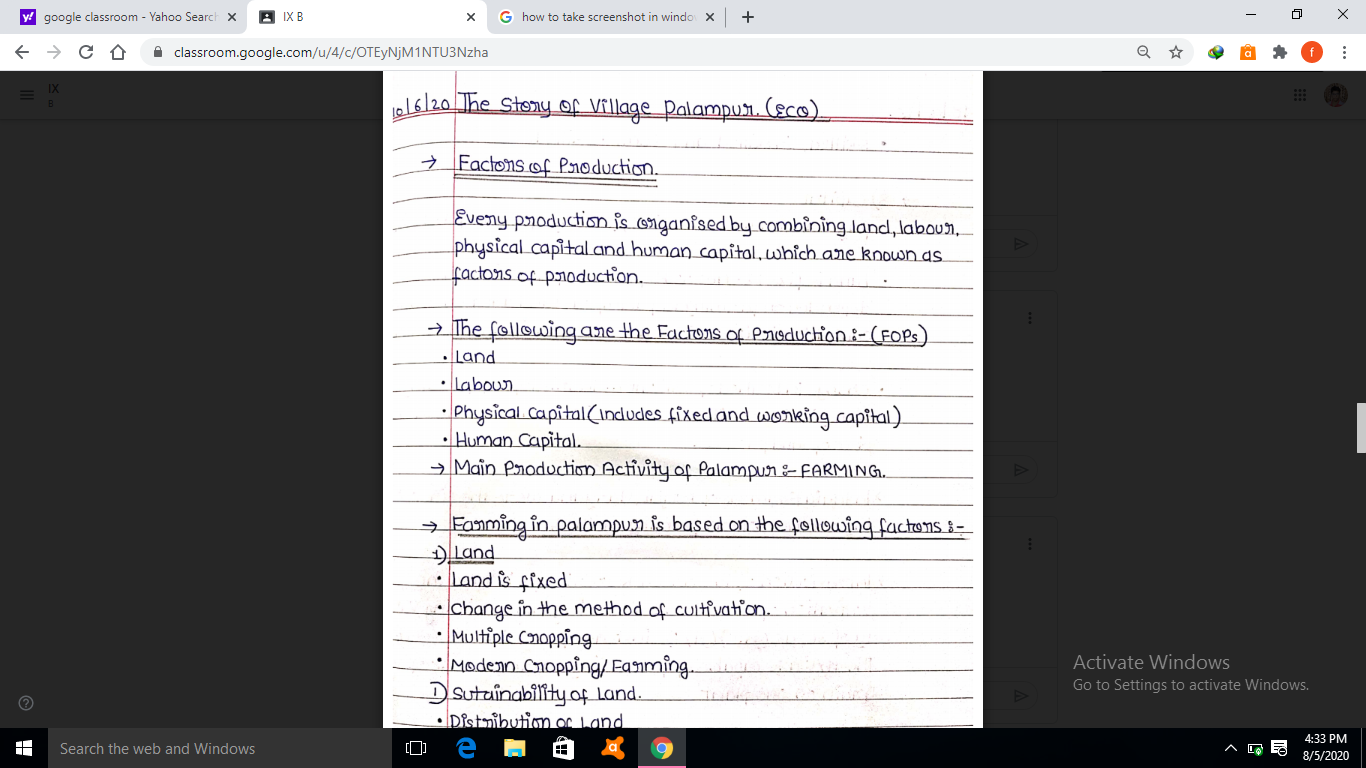 google classroom - Yahoo Search
IX B
how to take screenshot in windo
classroom.google.com/u/4/c/OTEyNjM1NTU3Nzha
f
IX
B
10/6/20 The Story of Village Palampur. (ECO)
→ Factors of Production.
Every production is organised by combining land, labour,
physical capital and human capital, which are known as
factors of production.
→ The following are the Factors of Production :- (FOPs)
• Land
• Labour
• Physical Capital (includes fixed and working capital)
• Human Capital.
→ Main Production Activity of Palampur :- FARMING.
→ Farming in palampur is based on the following factors :-
1) Land
• Land is fixed
• Change in the method of cultivation.
• Multiple Cropping
• Modern Cropping/Farming.
1) Sutainability of Land.
• Distribution of Land
Activate Windows
Go to Settings to activate Windows.
Search the web and Windows
4:33 PM
8/5/2020